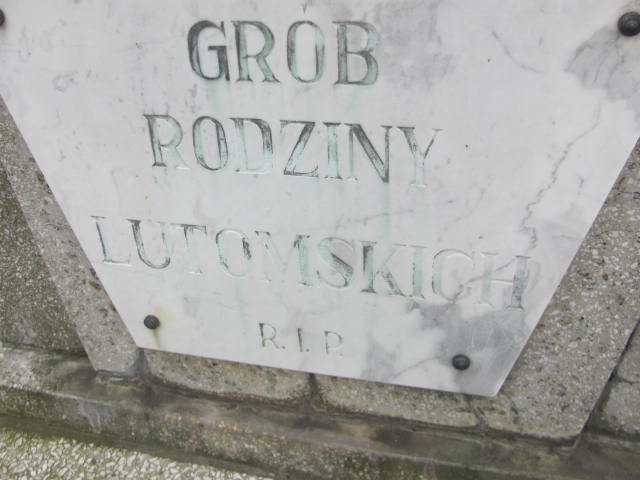 GRÓB
RODZINY
LUTOMSKICH
R. I. P.